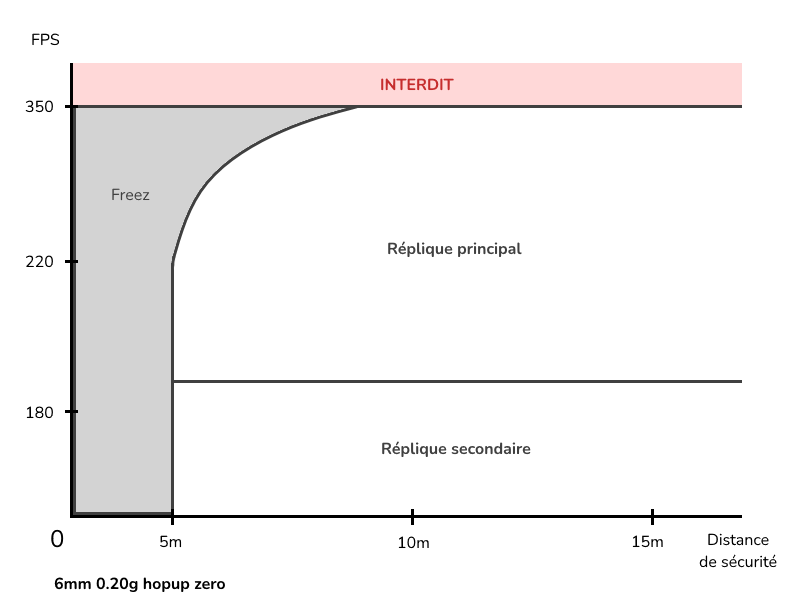 FPS
INTERDIT
350
Freez
Réplique principal
220
180
Réplique secondaire
0
5m
10m
15m
Distance
de sécurité
6mm 0.20g hopup zero